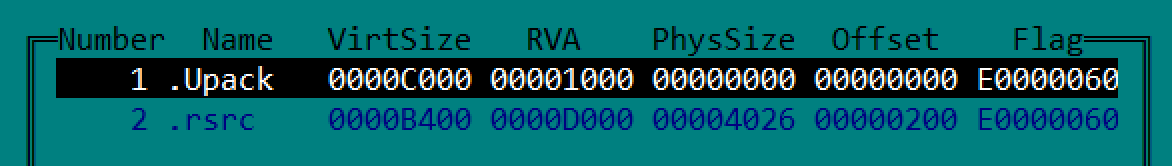 Number Name VirtSize RVA PhysSize Offset Flag
1 .Upack 0000C000 00001000 00000000 00000000 E0000060
2 .rsrc 0000B400 0000D000 00004026 00000200 E0000060